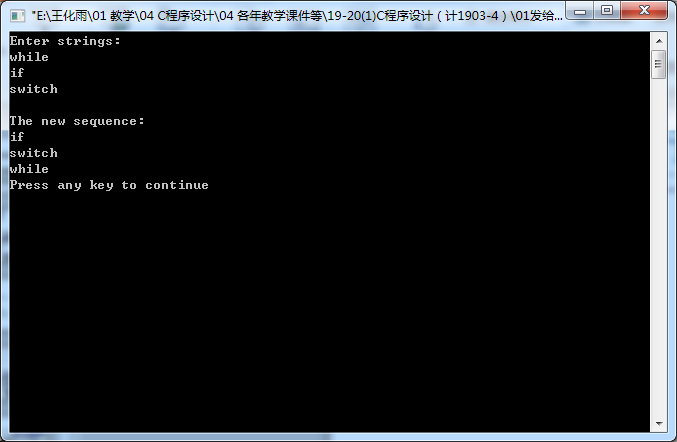 "E:\王化雨\01 教学\04 C程序设计\04 各年教学课件等\19-20(1)C程序设计（计1903-4）\01发给...
Enter strings:
while
if
switch
The new sequence:
if
switch
while
Press any key to continue